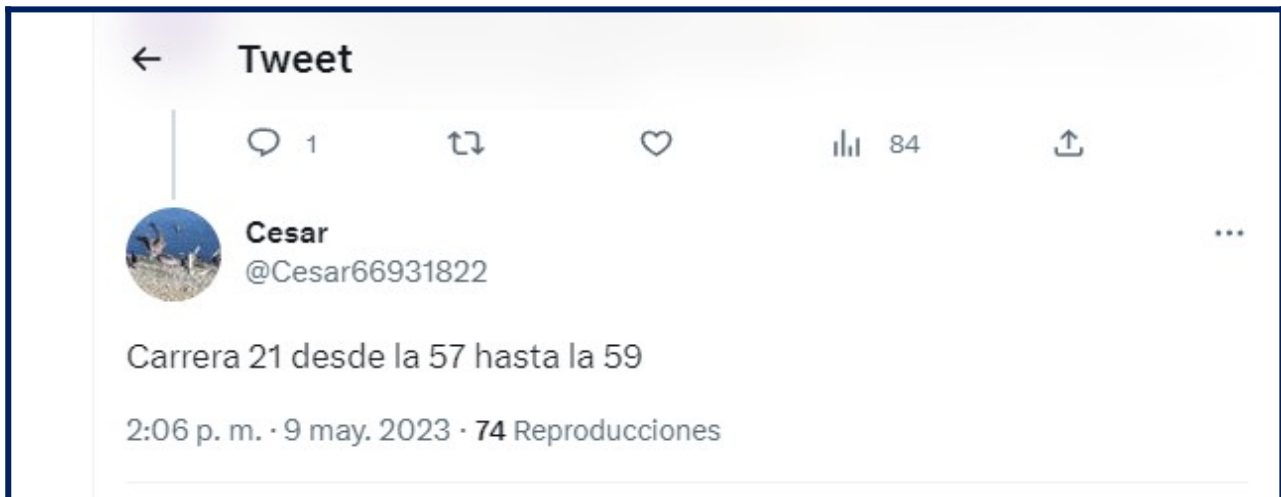 Tweet
1 84
Cesar
@Cesar66931822
Carrera 21 desde la 57 hasta la 59
2:06 p. m. · 9 may. 2023 · 74 Reproducciones